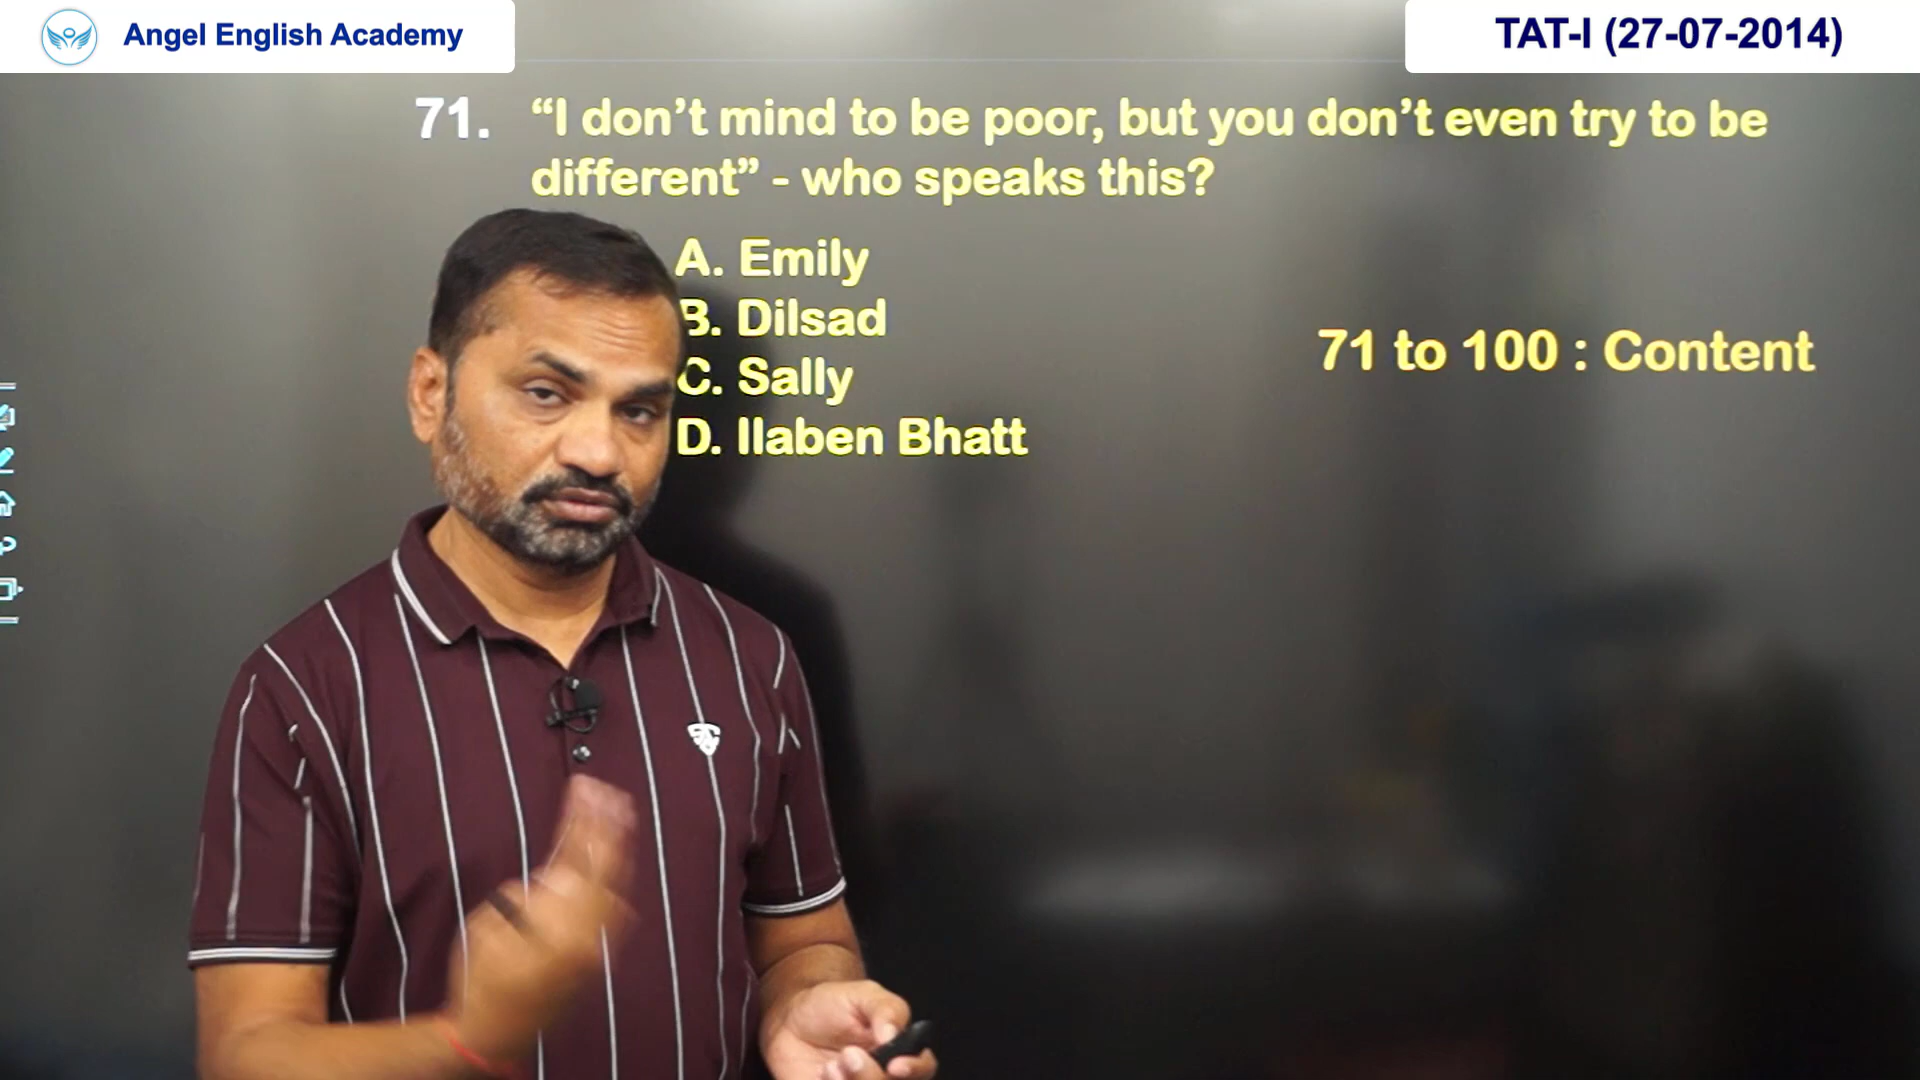 Angel English Academy
TAT-I (27-07-2014)
71. “I don’t mind to be poor, but you don’t even try to be
different” - who speaks this?
A. Emily
B. Dilsad
C. Sally
D. Ilaben Bhatt
71 to 100 : Content